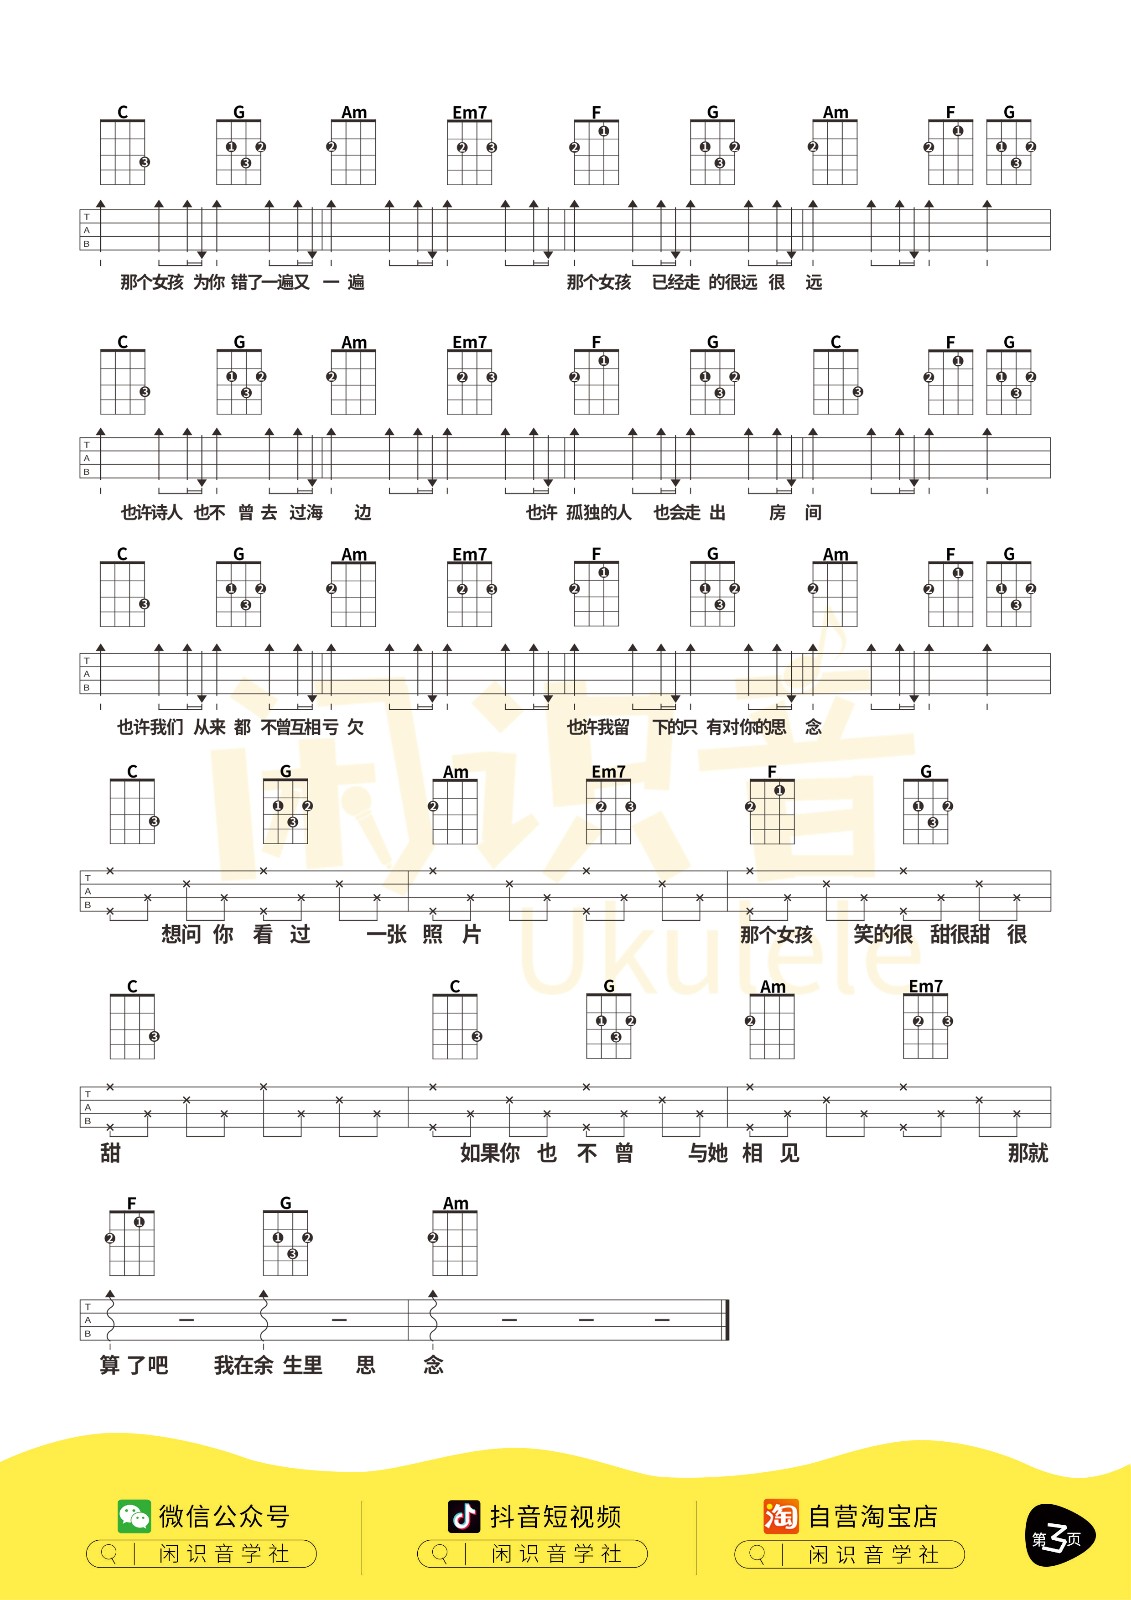 C G Am Em7 F G Am F G
T A B
那个女孩 为你 错了一遍又 一 遍 那个女孩 已经走 的很远 很 远
C G Am Em7 F G C F G
T A B
也许诗人 也不 曾 去 过海 边 也许 孤独的人 也会走 出 房 间
C G Am Em7 F G Am F G
T A B
也许我们 从来 都 不曾互相亏 欠 也许我留 下的只 有对你的思 念
C G Am Em7 F G
T A B
想问 你 看 过 一张 照 片 那个女孩 笑的很 甜很甜 很
C C G Am Em7
T A B
甜 如果你 也 不 曾 与她 相 见 那就
F G Am
T A B
算 了吧 我在余 生里 思 念
闲识音
Ukulele
微信公众号 抖音短视频 自营淘宝店
闲识音学社 闲识音学社 闲识音学社
淘
第3页